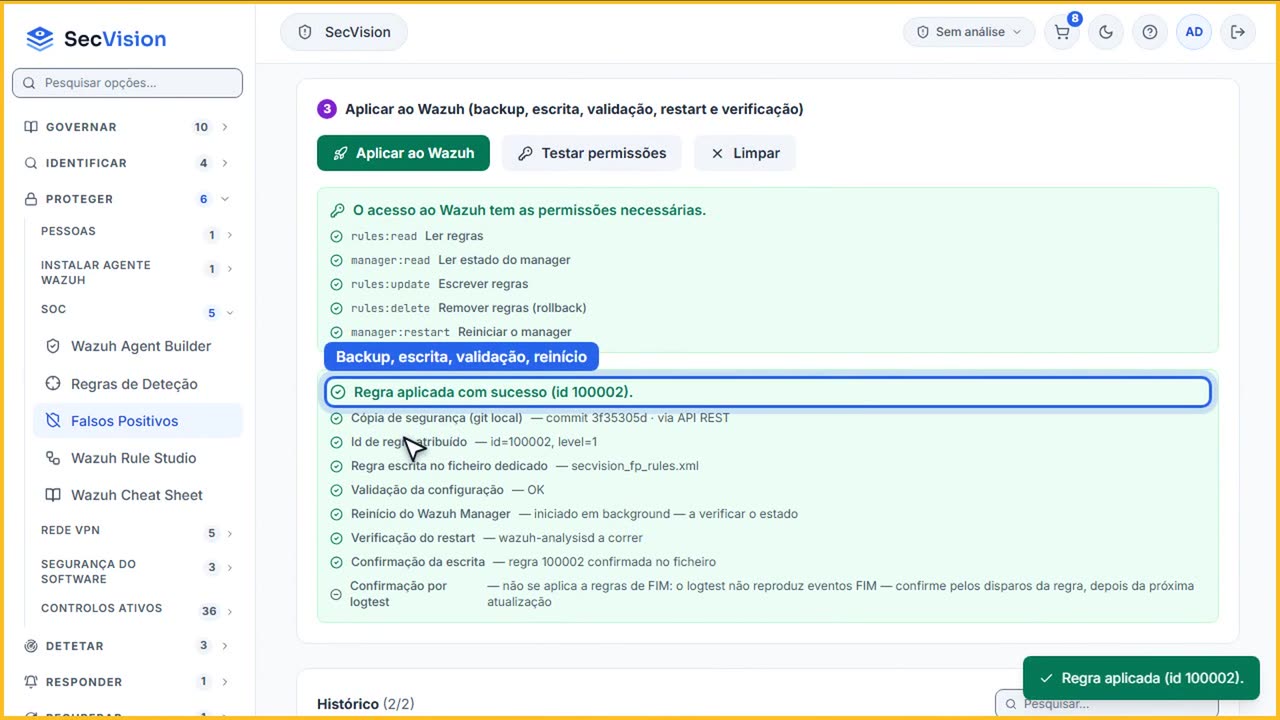 SecVision
Pesquisar opções...
GOVERNAR 10
IDENTIFICAR 4
PROTEGER 6
PESSOAS 1
INSTALAR AGENTE WAZUH 1
SOC 5
Wazuh Agent Builder
Regras de Deteção
Falsos Positivos
Wazuh Rule Studio
Wazuh Cheat Sheet
REDE VPN 5
SEGURANÇA DO SOFTWARE 3
CONTROLOS ATIVOS 36
DETETAR 3
RESPONDER 1
SecVision
Sem análise
8
AD
3 Aplicar ao Wazuh (backup, escrita, validação, restart e verificação)
Aplicar ao Wazuh
Testar permissões
Limpar
O acesso ao Wazuh tem as permissões necessárias.
rules:read Ler regras
manager:read Ler estado do manager
rules:update Escrever regras
rules:delete Remover regras (rollback)
manager:restart Reiniciar o manager
Backup, escrita, validação, reinício
Regra aplicada com sucesso (id 100002).
Cópia de segurança (git local) — commit 3f35305d · via API REST
Id de regra atribuído — id=100002, level=1
Regra escrita no ficheiro dedicado — secvision_fp_rules.xml
Validação da configuração — OK
Reinício do Wazuh Manager — iniciado em background — a verificar o estado
Verificação do restart — wazuh-analysisd a correr
Confirmação da escrita — regra 100002 confirmada no ficheiro
Confirmação por logtest — não se aplica a regras de FIM: o logtest não reproduz eventos FIM — confirme pelos disparos da regra, depois da próxima atualização
Histórico (2/2)
Pesquisar...
Regra aplicada (id 100002).